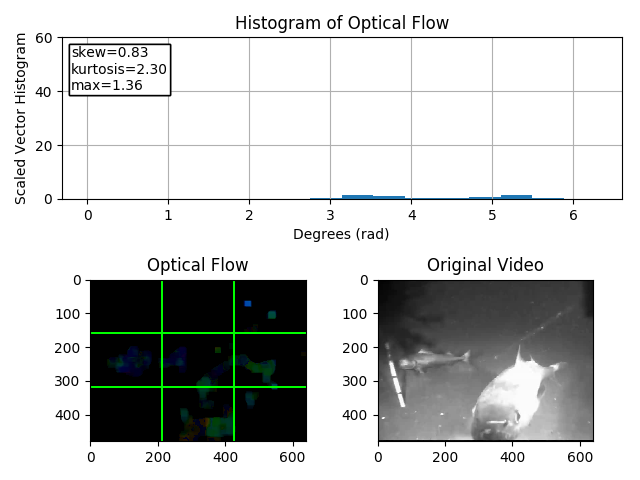 Histogram of Optical Flow
Scaled Vector Histogram
60
40
20
0
skew=0.83
kurtosis=2.30
max=1.36
0 1 2 3 4 5 6
Degrees (rad)
Optical Flow
0
100
200
300
400
0 200 400 600
Original Video
0
100
200
300
400
0 200 400 600